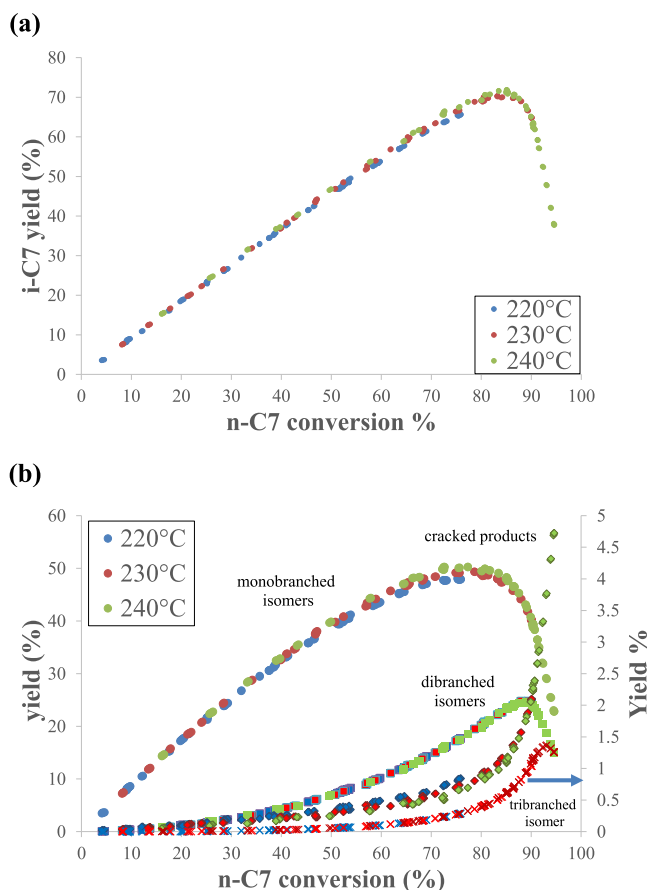 (a)
80
70
60
50
40
30
20
10
0
i-C7 yield (%)
220°C
230°C
240°C
0 10 20 30 40 50 60 70 80 90 100
n-C7 conversion %
(b)
60
50
40
30
20
10
0
yield (%)
220°C
230°C
240°C
monobranched
isomers
cracked products
dibranched
isomers
tribranched
isomer
5
4.5
4
3.5
3
2.5
2
1.5
1
0.5
0
Yield %
0 10 20 30 40 50 60 70 80 90 100
n-C7 conversion (%)